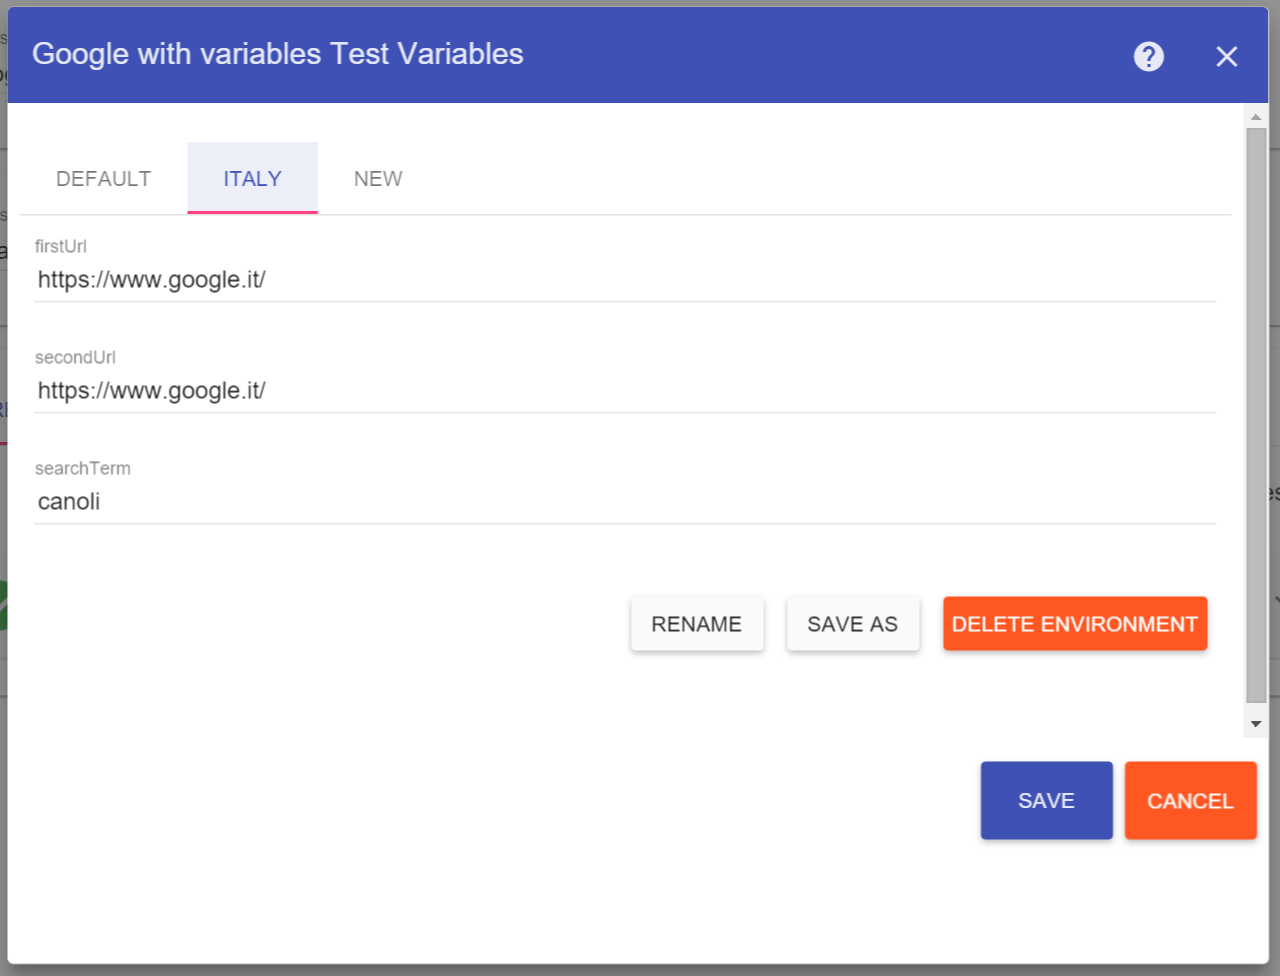 Google with variables Test Variables
DEFAULT ITALY NEW
firstUrl
https://www.google.it/
secondUrl
https://www.google.it/
searchTerm
canoli
RENAME SAVE AS DELETE ENVIRONMENT
SAVE CANCEL